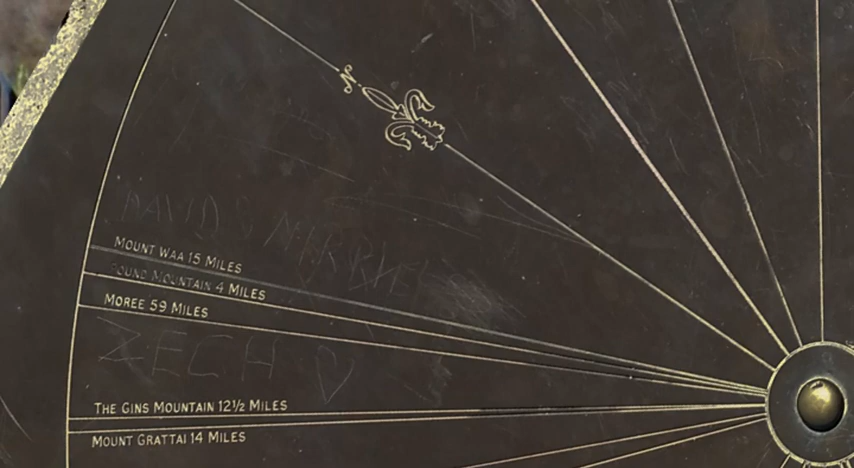 N
DAVID &
MOUNT WAA 15 MILES
ROUND MOUNTAIN 4 MILES
MOREE 59 MILES
ZECH
THE GINS MOUNTAIN 12½ MILES
MOUNT GRATTAI 14 MILES